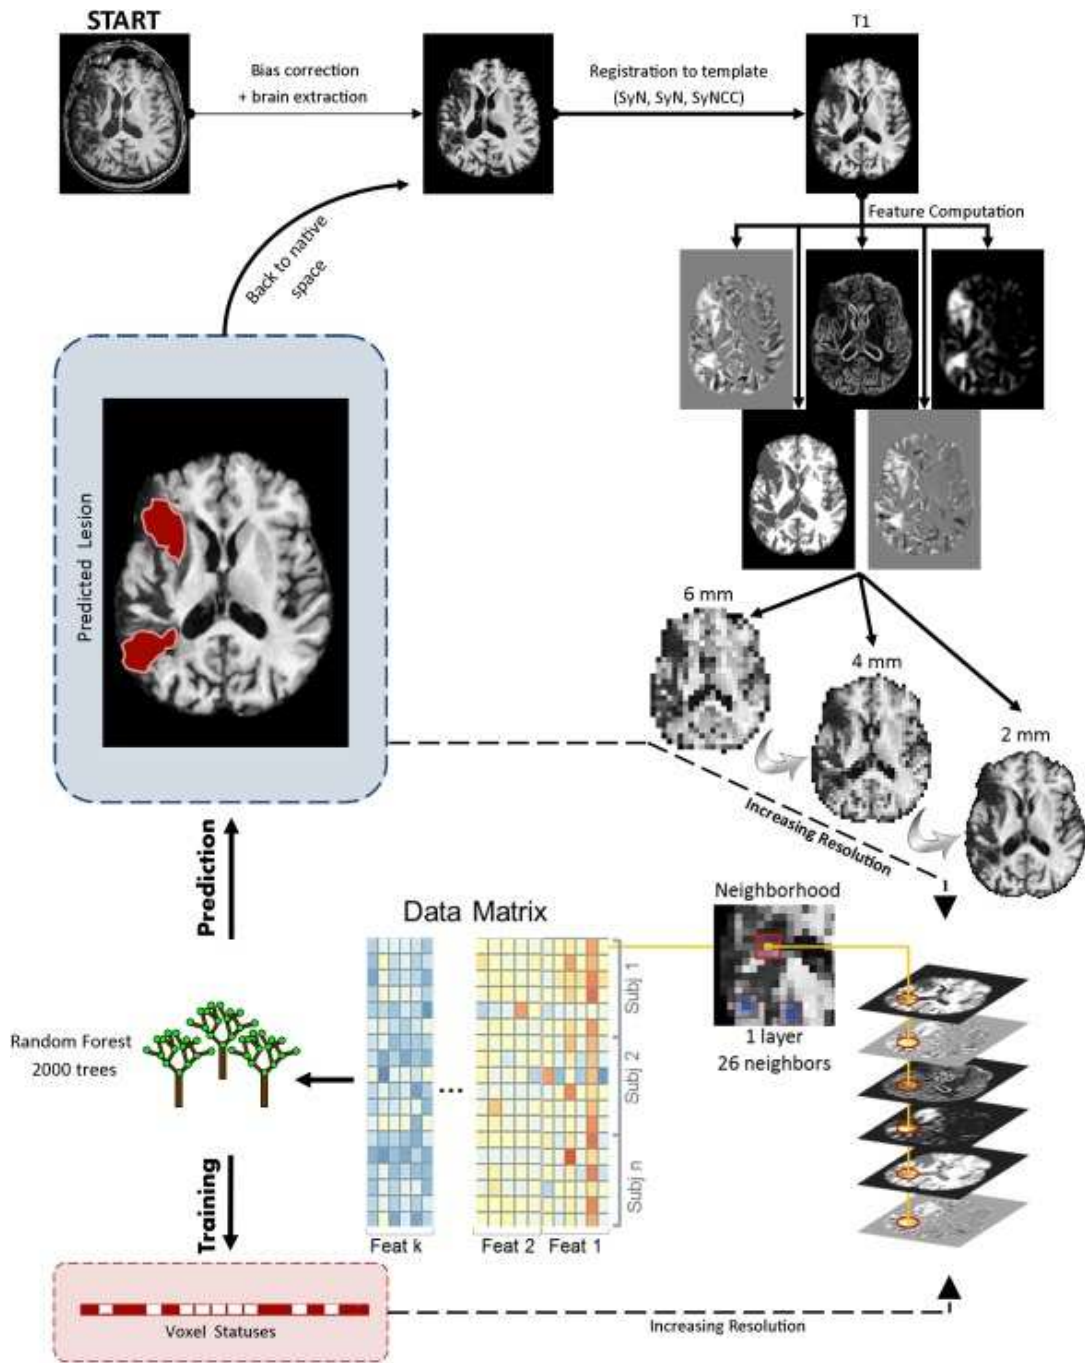 START
T1
Bias correction
+ brain extraction
Registration to template
(SyN, SyN, SyNCC)
Feature Computation
Back to native
space
Predicted Lesion
6 mm
4 mm
2 mm
Increasing Resolution
Prediction
Data Matrix
Neighborhood
1 layer
26 neighbors
Subj 1
Subj 2
Subj n
...
Random Forest
2000 trees
Training
Feat k
Feat 2
Feat 1
Voxel Statuses
Increasing Resolution